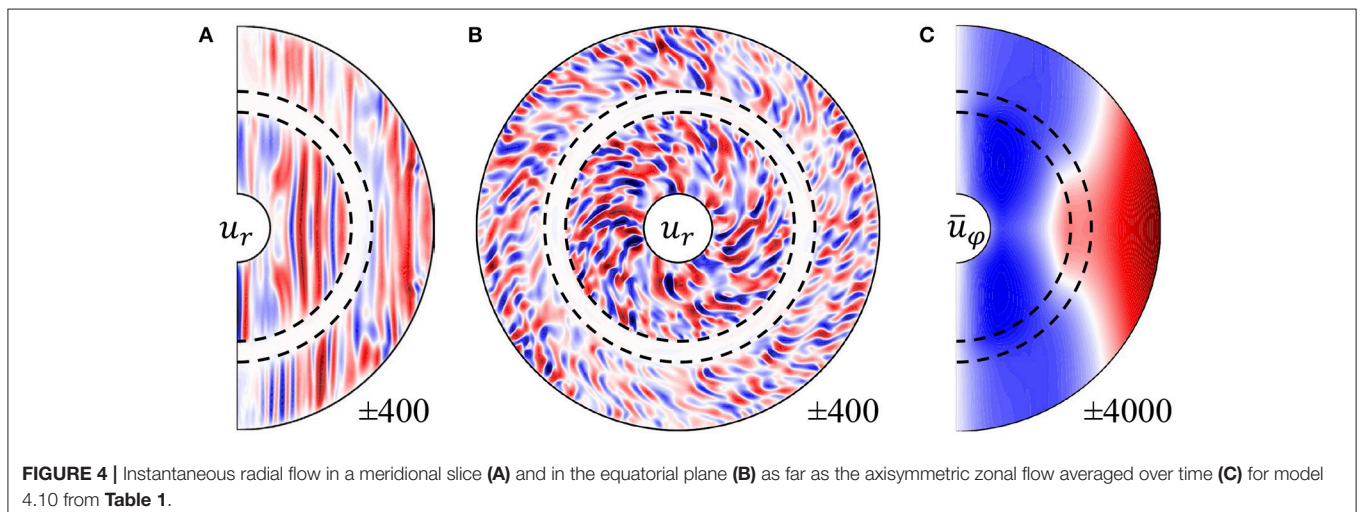 A B C
u_r u_r ū_φ
±400 ±400 ±4000
FIGURE 4 | Instantaneous radial flow in a meridional slice (A) and in the equatorial plane (B) as far as the axisymmetric zonal flow averaged over time (C) for model
4.10 from Table 1.